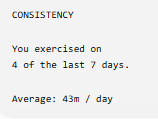 CONSISTENCY
You exercised on
4 of the last 7 days.
Average: 43m / day